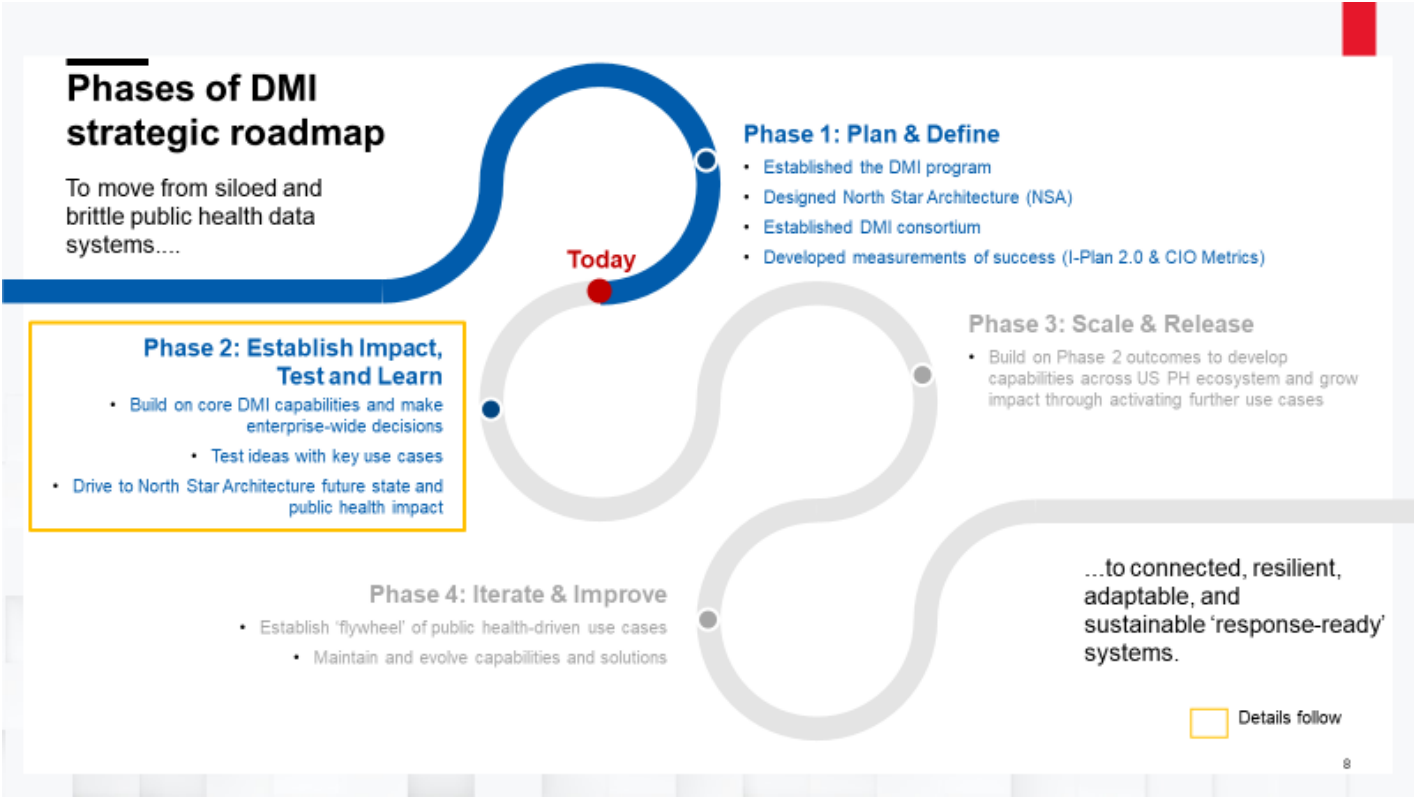 Phases of DMI
strategic roadmap
To move from siloed and
brittle public health data
systems....
Phase 1: Plan & Define
• Established the DMI program
• Designed North Star Architecture (NSA)
• Established DMI consortium
• Developed measurements of success (I-Plan 2.0 & CIO Metrics)
Today
Phase 2: Establish Impact,
Test and Learn
• Build on core DMI capabilities and make
enterprise-wide decisions
• Test ideas with key use cases
• Drive to North Star Architecture future state and
public health impact
Phase 3: Scale & Release
• Build on Phase 2 outcomes to develop
capabilities across US PH ecosystem and grow
impact through activating further use cases
Phase 4: Iterate & Improve
• Establish ‘flywheel’ of public health-driven use cases
• Maintain and evolve capabilities and solutions
...to connected, resilient,
adaptable, and
sustainable ‘response-ready’
systems.
Details follow
8